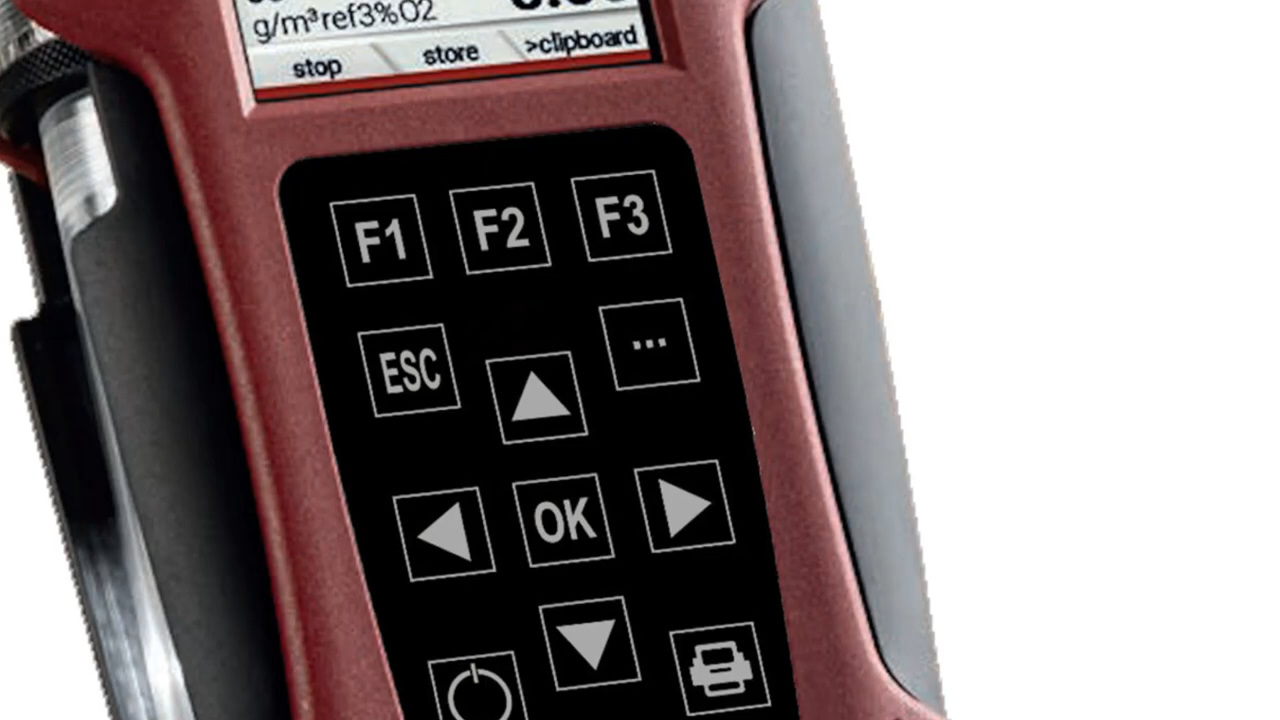 g/m³ref3%O2
stop store >clipboard
F1 F2 F3
ESC ...
OK